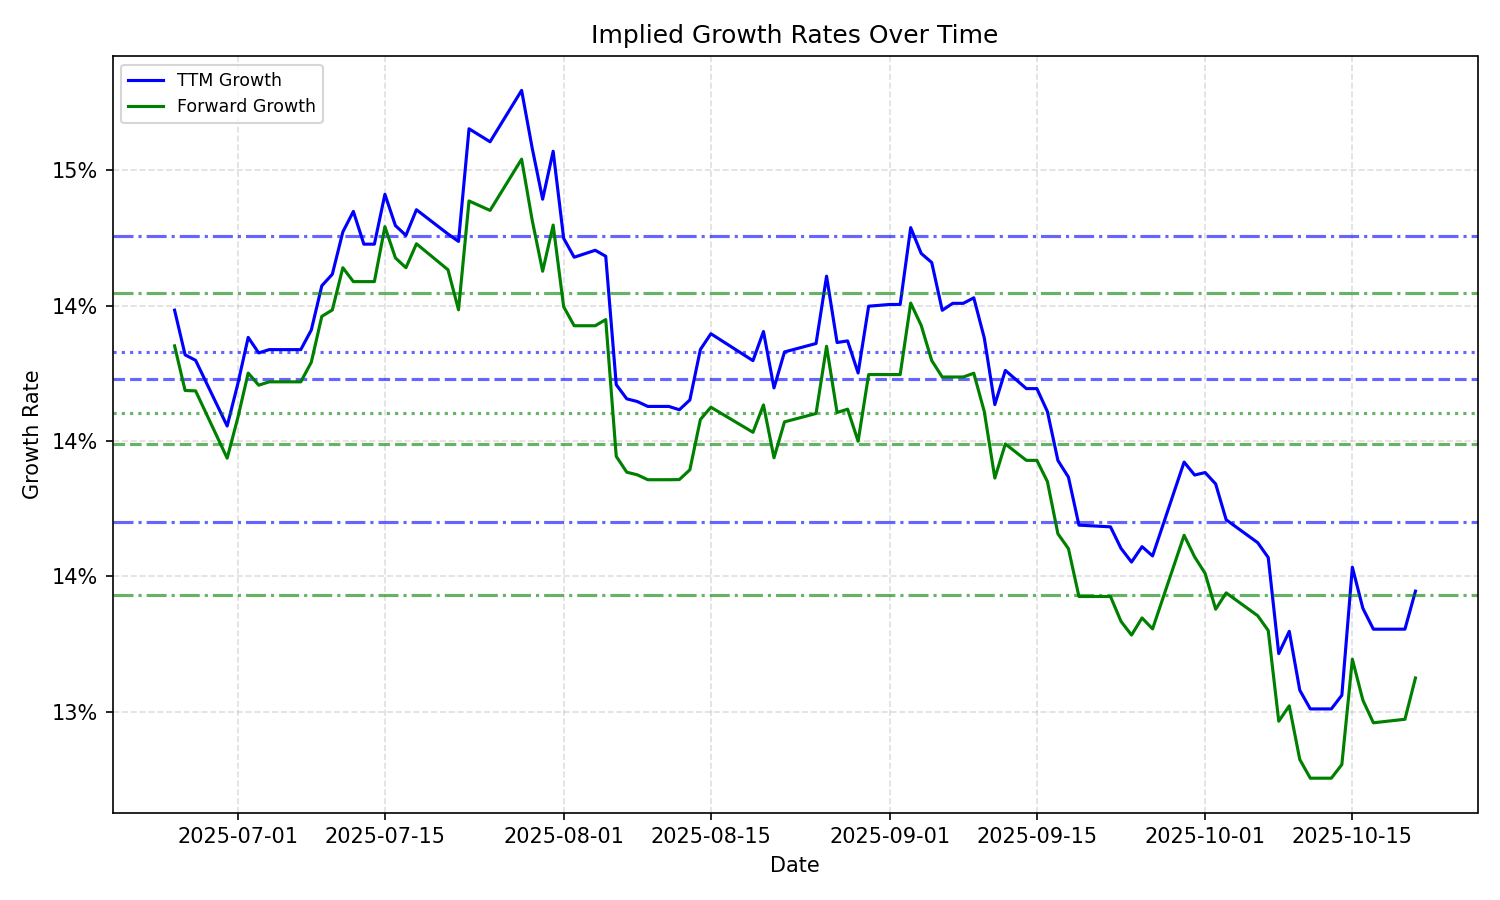 Implied Growth Rates Over Time
TTM Growth
Forward Growth
15%
14%
14%
14%
13%
Growth Rate
2025-07-01
2025-07-15
2025-08-01
2025-08-15
2025-09-01
2025-09-15
2025-10-01
2025-10-15
Date